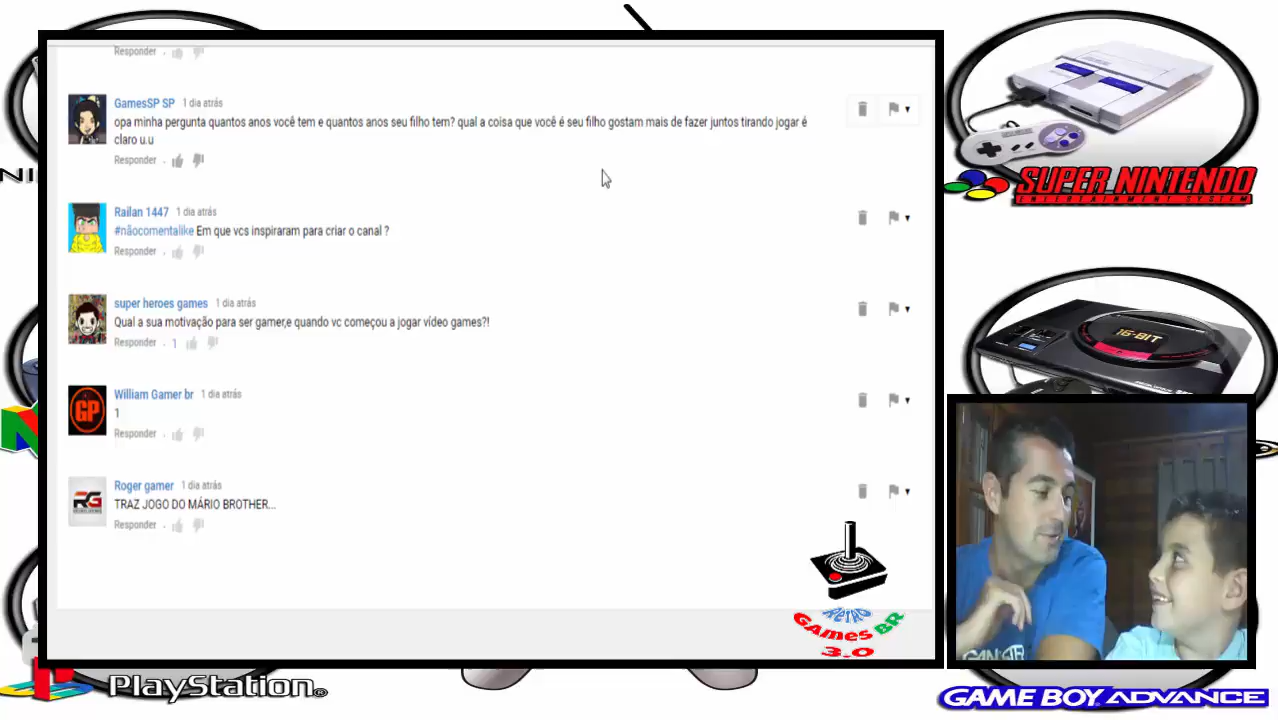 Responder
GamesSP SP 1 dia atrás
opa minha pergunta quantos anos você tem e quantos anos seu filho tem? qual a coisa que você é seu filho gostam mais de fazer juntos tirando jogar é
claro u.u
Responder
Railan 1447 1 dia atrás
#nãocomentalike Em que vcs inspiraram para criar o canal ?
Responder
super heroes games 1 dia atrás
Qual a sua motivação para ser gamer,e quando vc começou a jogar vídeo games?!
Responder 1
William Gamer br 1 dia atrás
1
Responder
Roger gamer 1 dia atrás
TRAZ JOGO DO MÁRIO BROTHER...
Responder
GP
RG
SUPER NINTENDO
ENTERTAINMENT SYSTEM
16-BIT
RETRO
GAMES BR
3.0
PlayStation®
GAME BOY ADVANCE